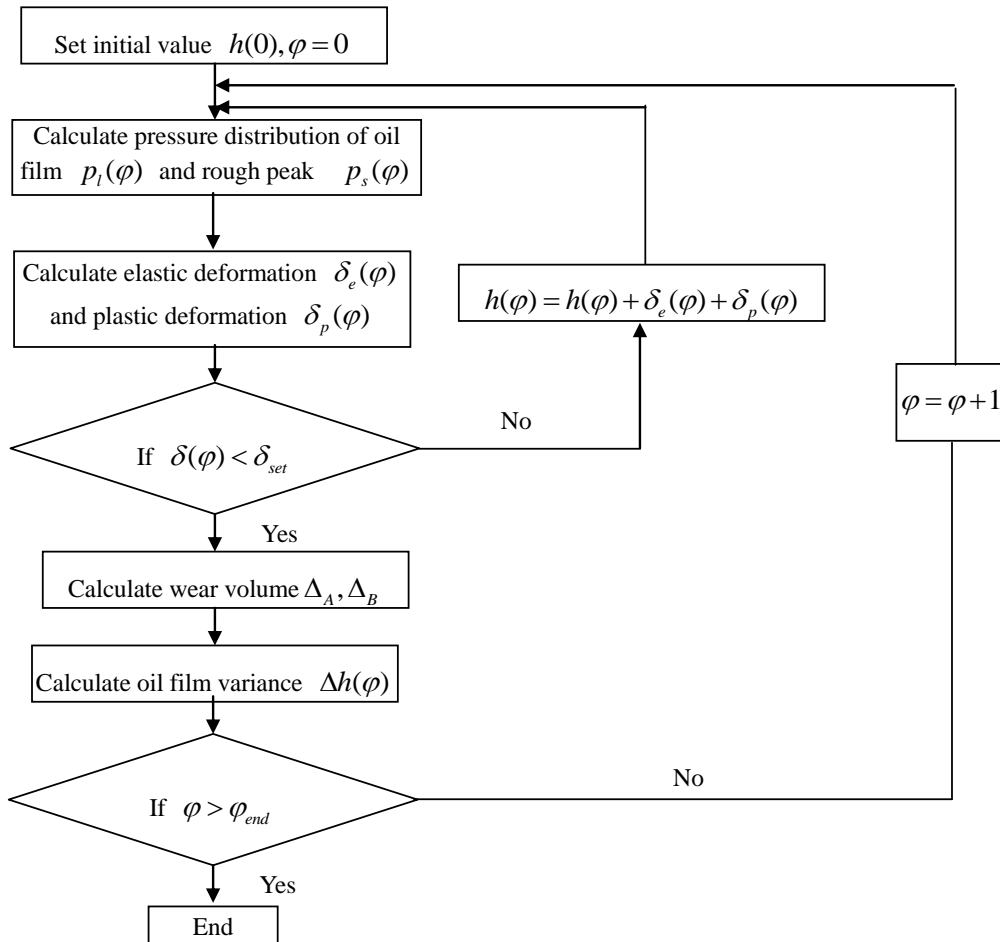 Set initial value h(0), φ = 0
Calculate pressure distribution of oil
film p_l(φ) and rough peak p_s(φ)
Calculate elastic deformation δ_e(φ)
and plastic deformation δ_p(φ)
h(φ) = h(φ) + δ_e(φ) + δ_p(φ)
φ = φ + 1
No
If δ(φ) < δ_set
Yes
Calculate wear volume Δ_A, Δ_B
Calculate oil film variance Δh(φ)
No
If φ > φ_end
Yes
End